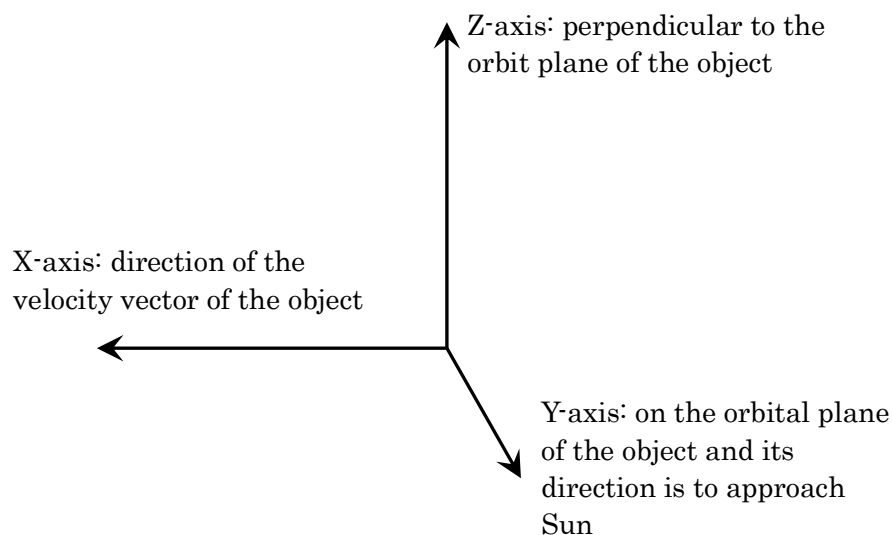 Z-axis: perpendicular to the
orbit plane of the object
X-axis: direction of the
velocity vector of the object
Y-axis: on the orbital plane
of the object and its
direction is to approach
Sun